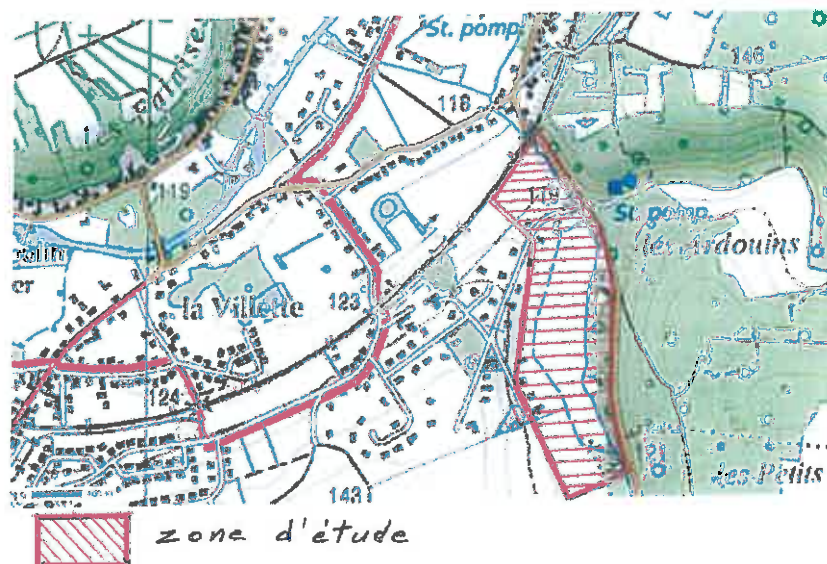 St. pomp.
146
118
119
119
St. pomp.
les Ardouins
la Villette
123
124
143
les Petits
zone d'étude